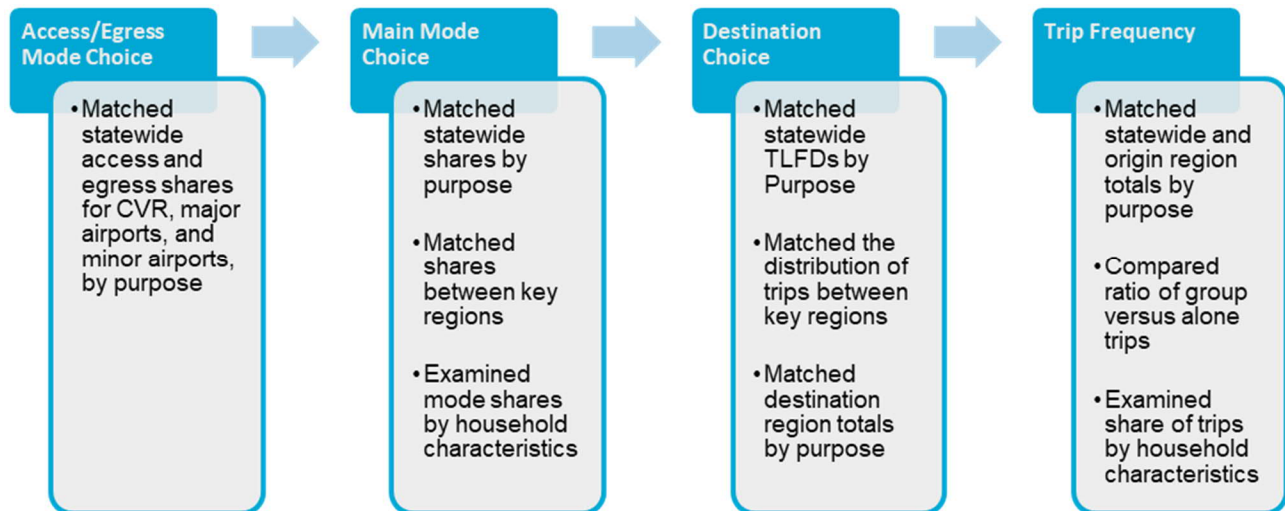 Access/Egress
Mode Choice
• Matched
statewide
access and
egress shares
for CVR, major
airports, and
minor airports,
by purpose
Main Mode
Choice
• Matched
statewide
shares by
purpose
• Matched
shares
between key
regions
• Examined
mode shares
by household
characteristics
Destination
Choice
• Matched
statewide
TLFDs by
Purpose
• Matched the
distribution of
trips between
key regions
• Matched
destination
region totals
by purpose
Trip Frequency
• Matched
statewide and
origin region
totals by
purpose
• Compared
ratio of group
versus alone
trips
• Examined
share of trips
by household
characteristics